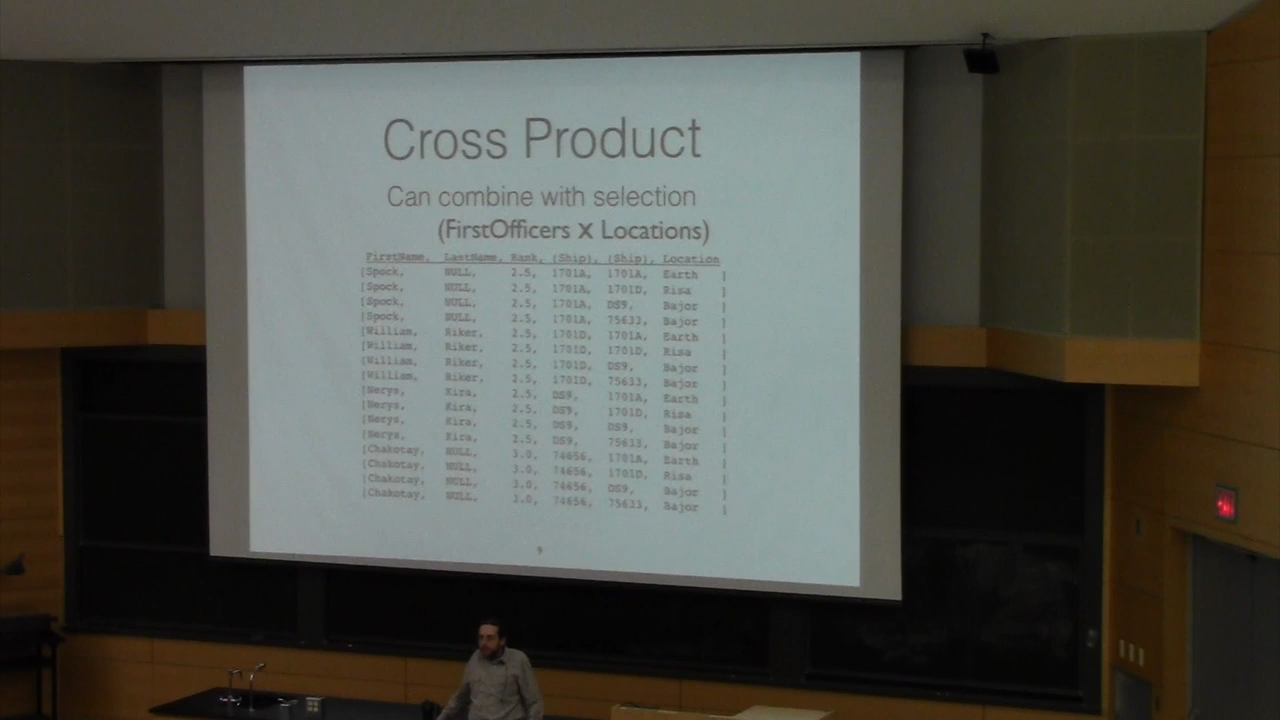 Cross Product
Can combine with selection
(FirstOfficers X Locations)
FirstName, LastName, Rank, (Ship), (Ship), Location
[Spock, NULL, 2.5, 1701A, 1701A, Earth ]
[Spock, NULL, 2.5, 1701A, 1701D, Risa ]
[Spock, NULL, 2.5, 1701A, DS9, Bajor ]
[Spock, NULL, 2.5, 1701A, 75633, Bajor ]
[William, Riker, 2.5, 1701D, 1701A, Earth ]
[William, Riker, 2.5, 1701D, 1701D, Risa ]
[William, Riker, 2.5, 1701D, DS9, Bajor ]
[William, Riker, 2.5, 1701D, 75633, Bajor ]
[Nerys, Kira, 2.5, DS9, 1701A, Earth ]
[Nerys, Kira, 2.5, DS9, 1701D, Risa ]
[Nerys, Kira, 2.5, DS9, DS9, Bajor ]
[Nerys, Kira, 2.5, DS9, 75633, Bajor ]
[Chakotay, NULL, 3.0, 74656, 1701A, Earth ]
[Chakotay, NULL, 3.0, 74656, 1701D, Risa ]
[Chakotay, NULL, 3.0, 74656, DS9, Bajor ]
[Chakotay, NULL, 3.0, 74656, 75633, Bajor ]
9